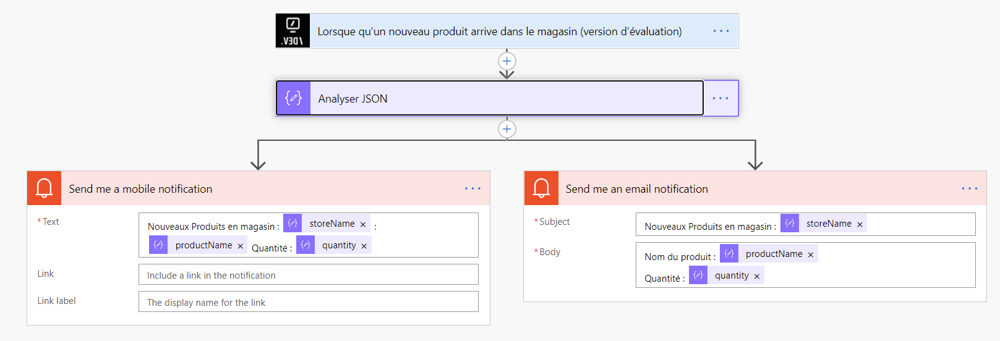 /DEV.
Lorsque qu'un nouveau produit arrive dans le magasin (version d'évaluation)
Analyser JSON
Send me a mobile notification
* Text
Nouveaux Produits en magasin : storeName × :
productName × Quantité : quantity ×
Link
Include a link in the notification
Link label
The display name for the link
Send me an email notification
* Subject
Nouveaux Produits en magasin : storeName ×
* Body
Nom du produit : productName ×
Quantité : quantity ×